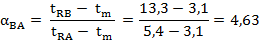 α_BA = (t_RB − t_m) / (t_RA − t_m) = (13,3 − 3,1) / (5,4 − 3,1) = 4,63